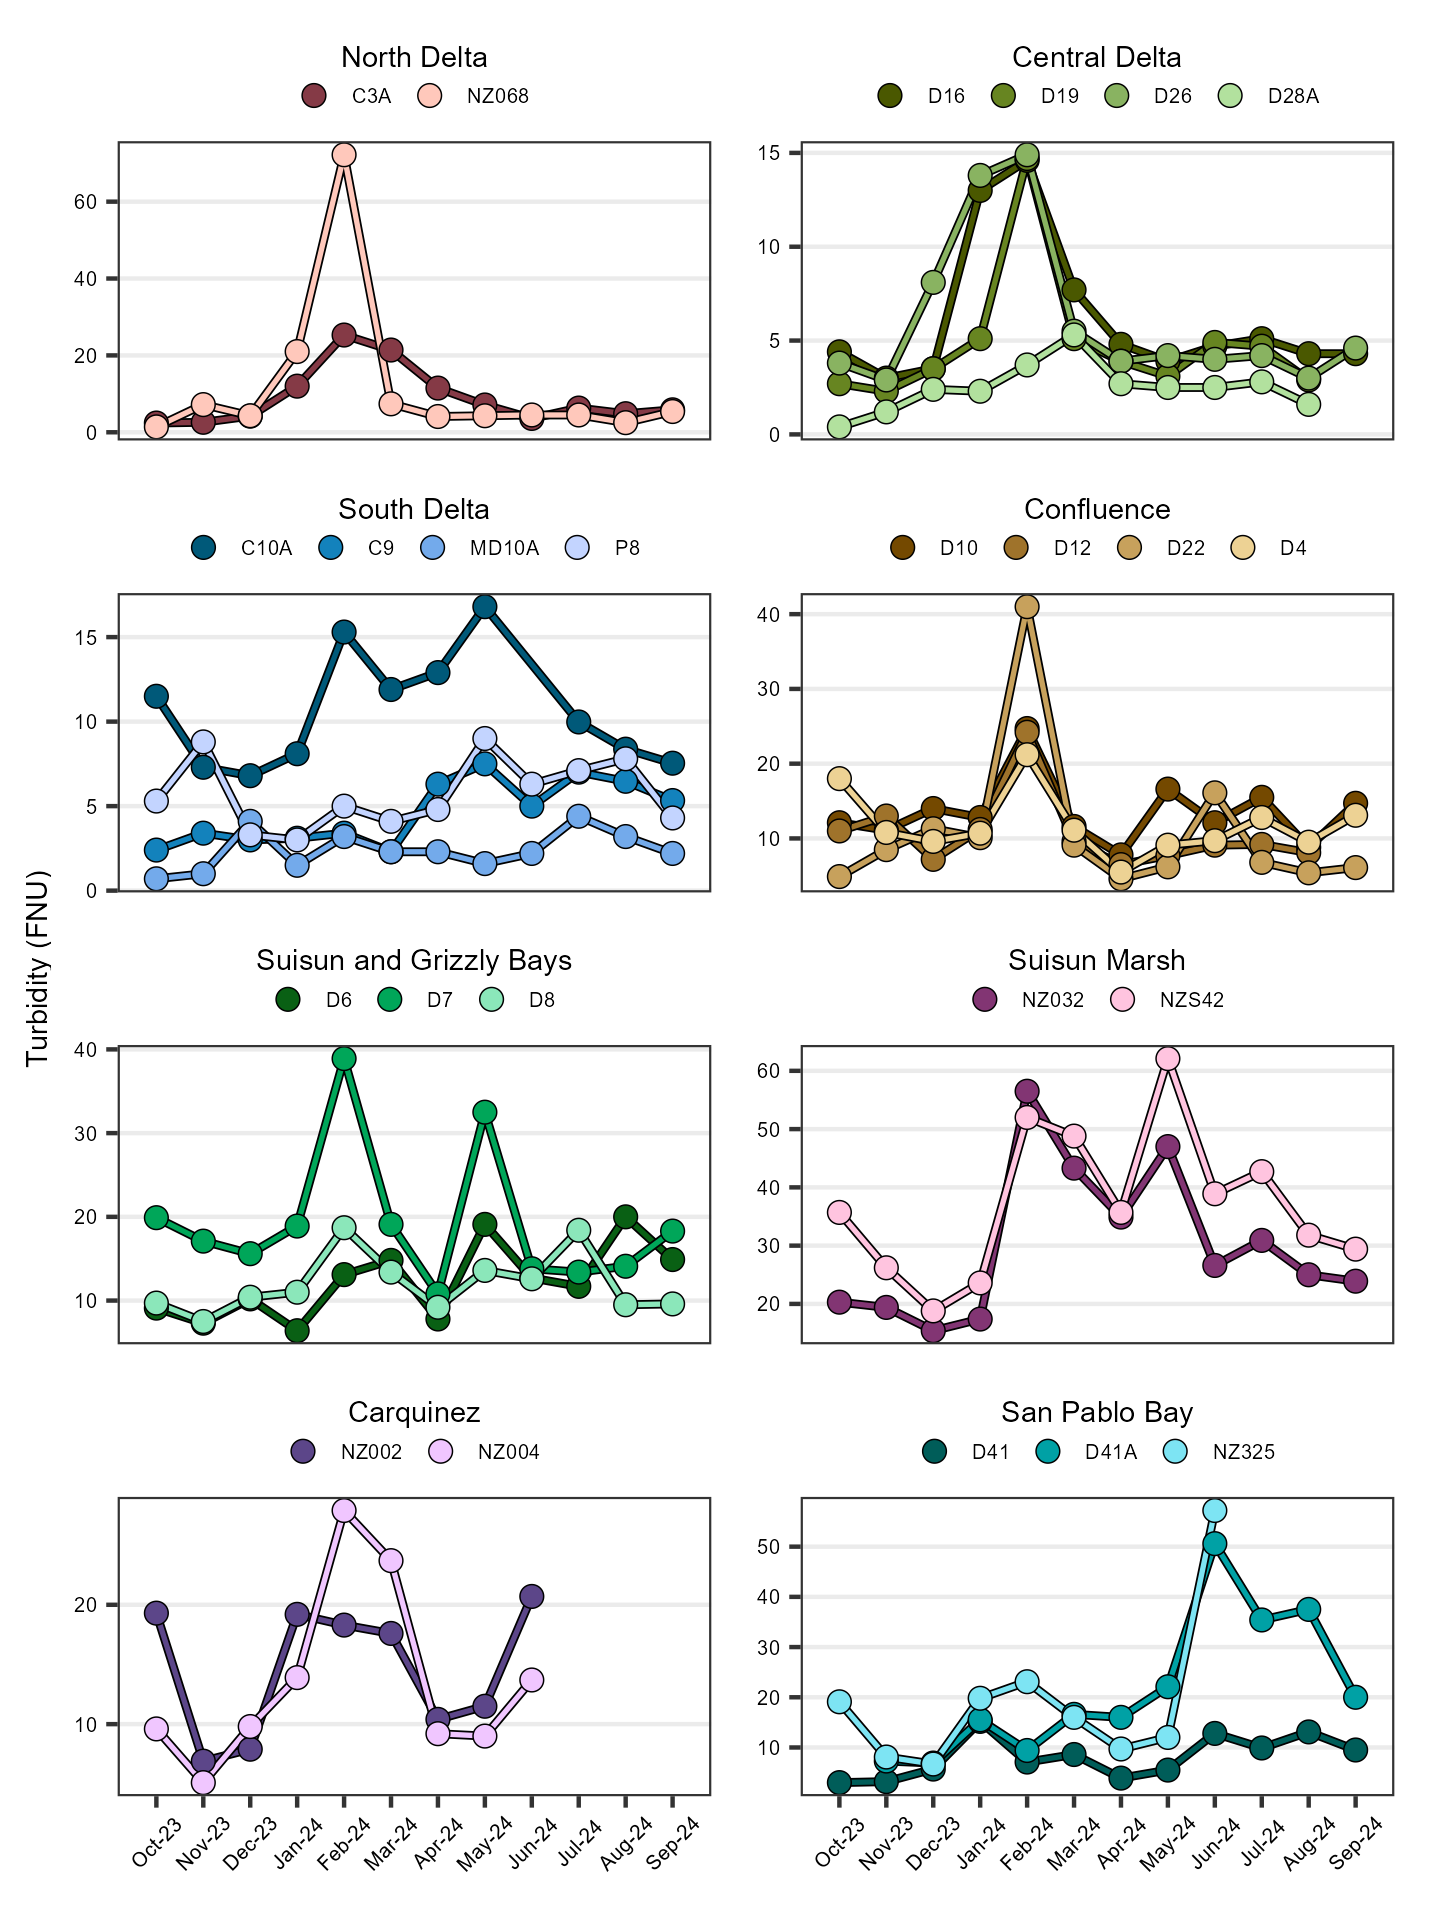 North Delta
C3A NZ068
60
40
20
0
Central Delta
D16 D19 D26 D28A
15
10
5
0
South Delta
C10A C9 MD10A P8
15
10
5
0
Confluence
D10 D12 D22 D4
40
30
20
10
Turbidity (FNU)
Suisun and Grizzly Bays
D6 D7 D8
40
30
20
10
Suisun Marsh
NZ032 NZS42
60
50
40
30
20
Carquinez
NZ002 NZ004
20
10
Oct-23 Nov-23 Dec-23 Jan-24 Feb-24 Mar-24 Apr-24 May-24 Jun-24 Jul-24 Aug-24 Sep-24
San Pablo Bay
D41 D41A NZ325
50
40
30
20
10
Oct-23 Nov-23 Dec-23 Jan-24 Feb-24 Mar-24 Apr-24 May-24 Jun-24 Jul-24 Aug-24 Sep-24